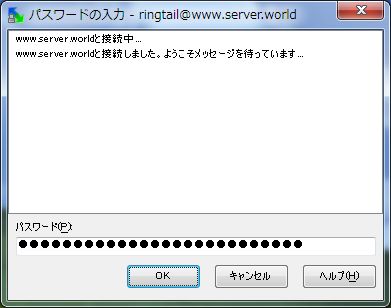 パスワードの入力 - ringtail@www.server.world
www.server.worldと接続中...
www.server.worldと接続しました。ようこそメッセージを待っています...
パスワード(P):
●●●●●●●●●●●●●●●●●●●●●●●●●●
OK キャンセル ヘルプ(H)